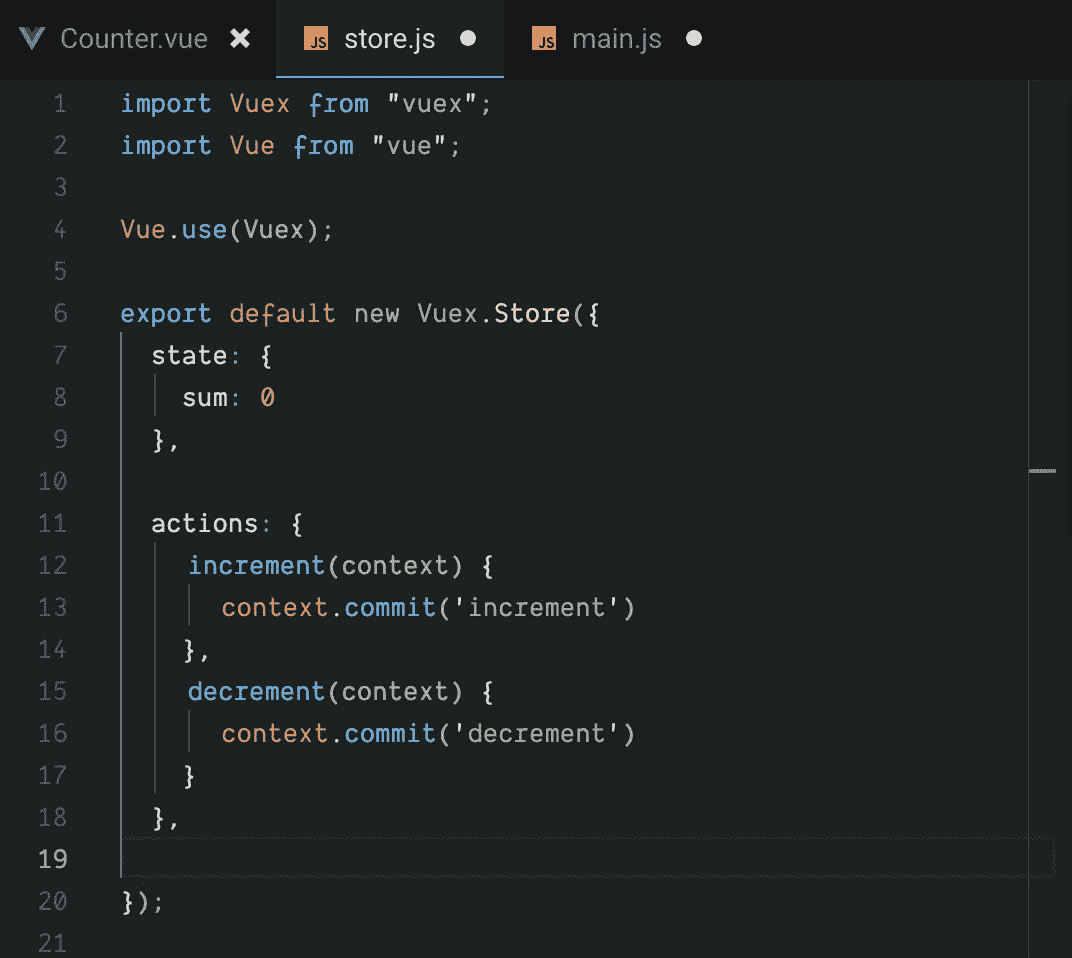 Counter.vue × JS store.js ● JS main.js ●
1 import Vuex from "vuex";
2 import Vue from "vue";
3
4 Vue.use(Vuex);
5
6 export default new Vuex.Store({
7   state: {
8     sum: 0
9   },
10
11   actions: {
12     increment(context) {
13       context.commit('increment')
14     },
15     decrement(context) {
16       context.commit('decrement')
17     }
18   },
19
20 });
21